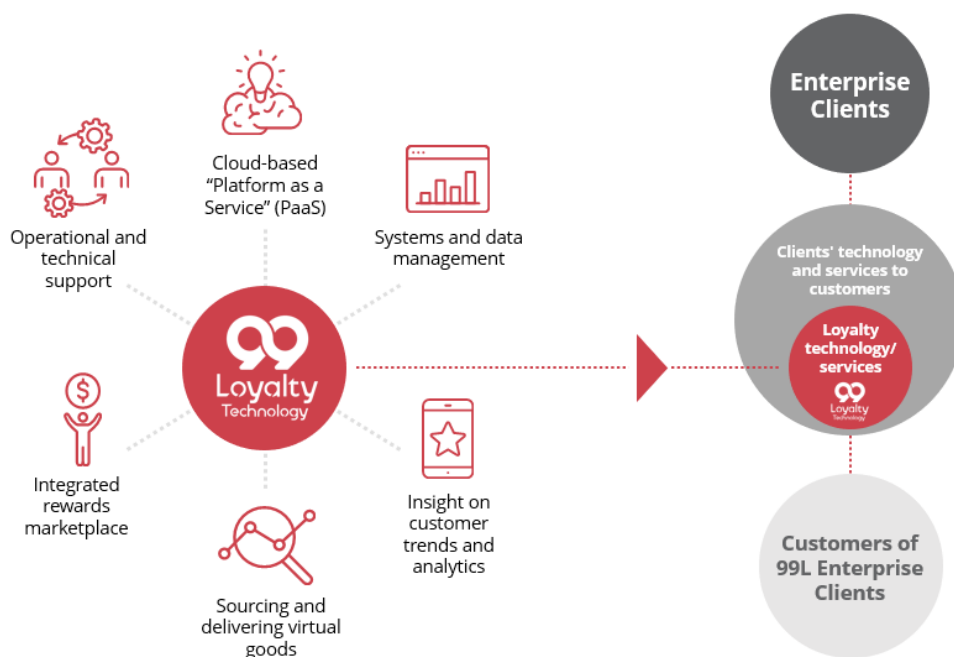 Cloud-based
“Platform as a
Service” (PaaS)
Operational and
technical
support
Systems and data
management
99
Loyalty
Technology
Integrated
rewards
marketplace
Insight on
customer
trends and
analytics
Sourcing and
delivering virtual
goods
Enterprise
Clients
Clients' technology
and services to
customers
Loyalty
technology/
services
99
Loyalty
Technology
Customers of
99L Enterprise
Clients